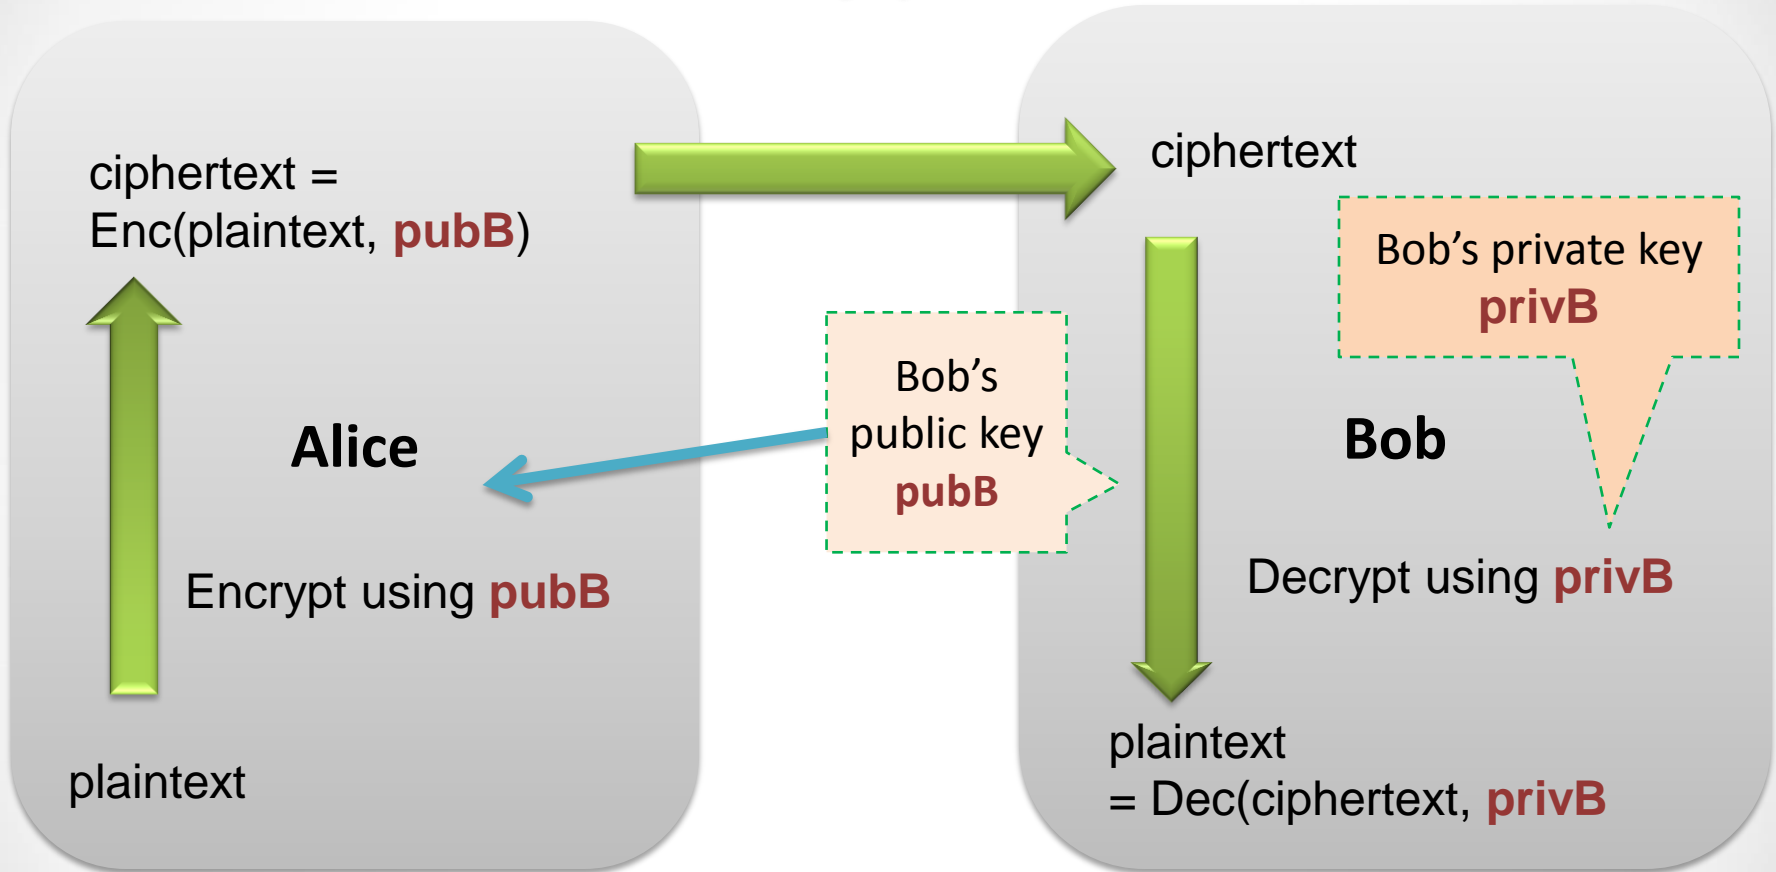 ciphertext =
Enc(plaintext, pubB)
Alice
Encrypt using pubB
plaintext
Bob’s
public key
pubB
ciphertext
Bob’s private key
privB
Bob
Decrypt using privB
plaintext
= Dec(ciphertext, privB